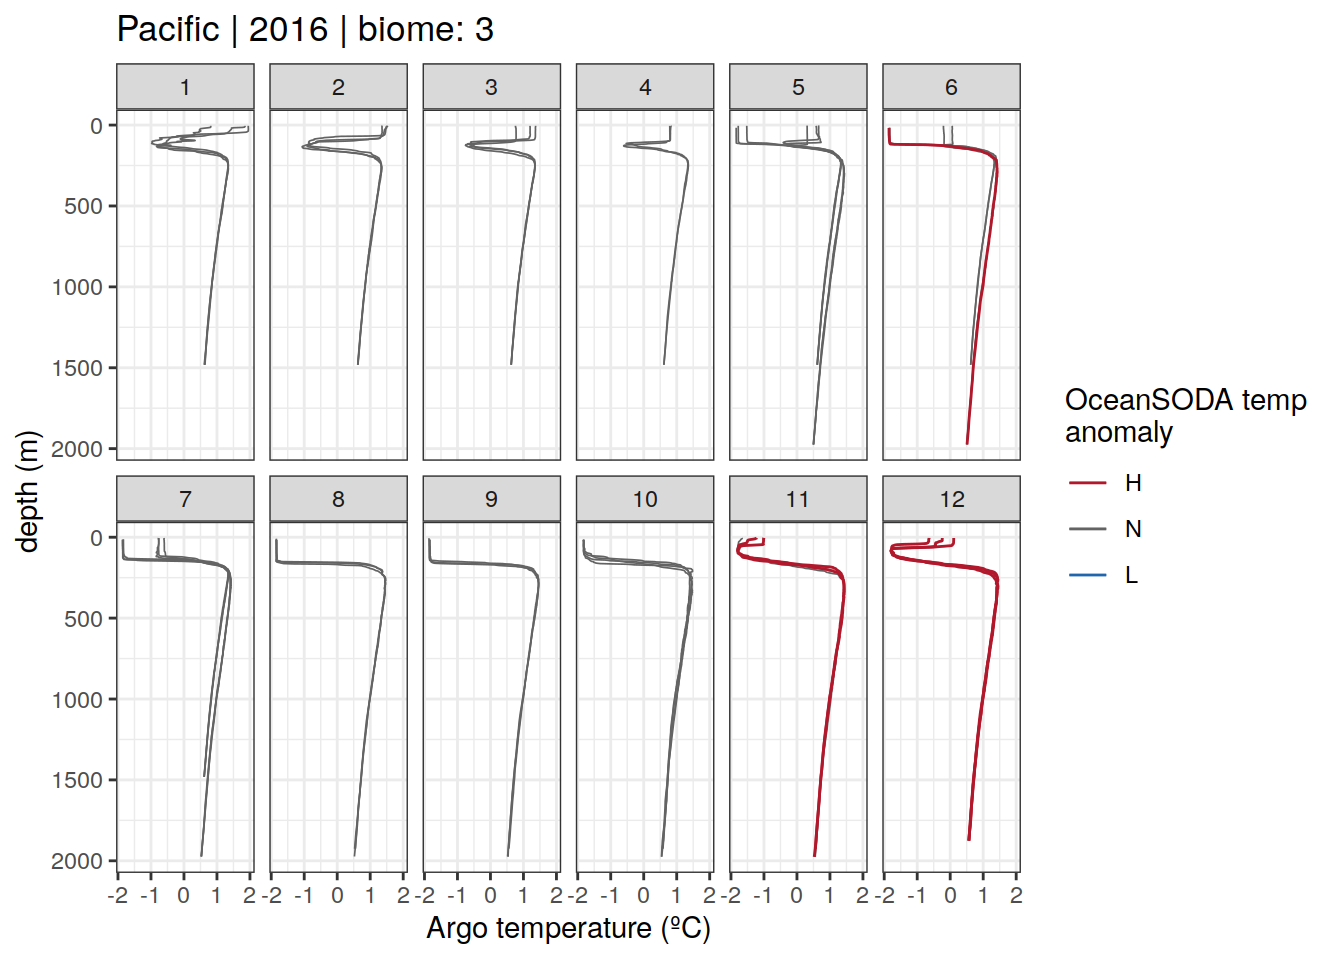 Pacific | 2016 | biome: 3
1 2 3 4 5 6
0
500
1000
1500
2000
7 8 9 10 11 12
0
500
1000
1500
2000
-2 -1 0 1 2 -2 -1 0 1 2 -2 -1 0 1 2 -2 -1 0 1 2 -2 -1 0 1 2 -2 -1 0 1 2
Argo temperature (ºC)
depth (m)
OceanSODA temp
anomaly
H
N
L